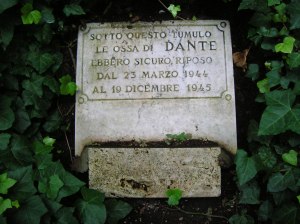 SOTTO QUESTO TUMULO
LE OSSA DI DANTE
EBBERO SICURO RIPOSO
DAL 23 MARZO 1944
AL 19 DICEMBRE 1945